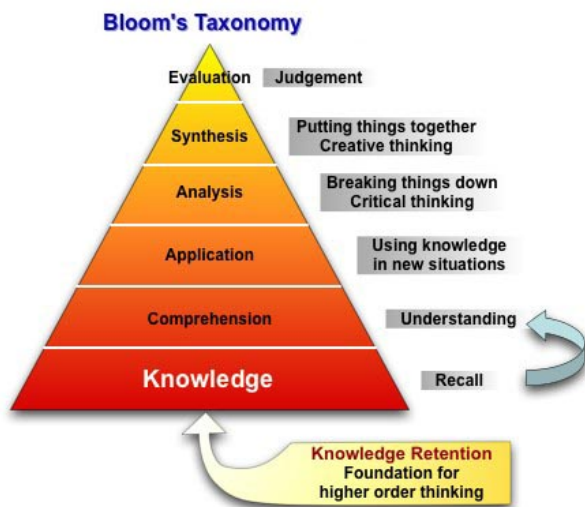 Bloom's Taxonomy
Evaluation
Judgement
Synthesis
Putting things together
Creative thinking
Analysis
Breaking things down
Critical thinking
Application
Using knowledge
in new situations
Comprehension
Understanding
Knowledge
Recall
Knowledge Retention
Foundation for
higher order thinking